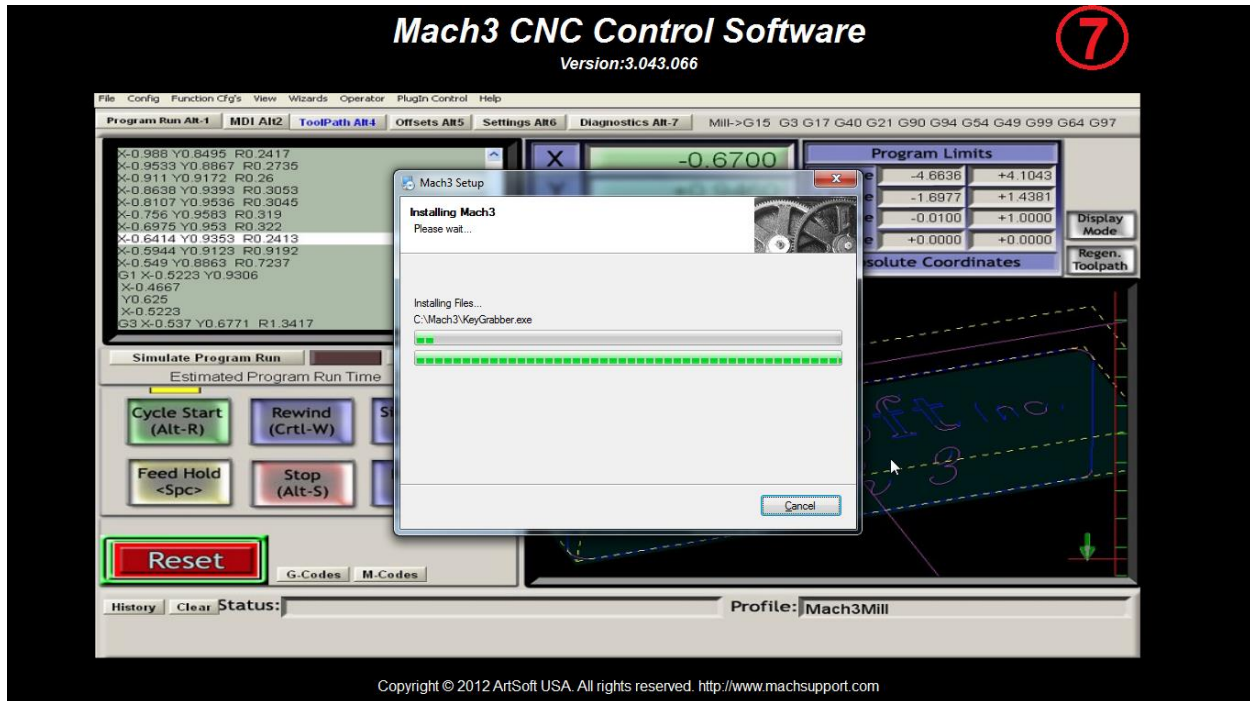 Mach3 CNC Control Software
7
Version:3.043.066
File Config Function Cfg's View Wizards Operator PlugIn Control Help
Program Run Alt-1 MDI Alt2 ToolPath Alt4 Offsets Alt5 Settings Alt6 Diagnostics Alt-7 Mill->G15 G3 G17 G40 G21 G90 G94 G54 G49 G99 G64 G97
X-0.988 Y0.8495 R0.2417
X-0.9533 Y0.8867 R0.2735
X-0.911 Y0.9172 R0.26
X-0.8638 Y0.9393 R0.3053
X-0.8107 Y0.9536 R0.3045
X-0.756 Y0.9583 R0.319
X-0.6975 Y0.953 R0.322
X-0.6414 Y0.9353 R0.2413
X-0.5944 Y0.9123 R0.9192
X-0.549 Y0.8863 R0.7237
G1 X-0.5223 Y0.9306
X-0.4667
Y0.625
X-0.5223
G3 X-0.537 Y0.6771 R1.3417
X -0.6700
Program Limits
-4.6636 +4.1043
-1.6977 +1.4381
-0.0100 +1.0000
+0.0000 +0.0000
Display
Mode
Regen.
Toolpath
Coordinates
Mach3 Setup
Installing Mach3
Please wait...
Installing Files...
C:\Mach3\KeyGrabber.exe
Cancel
Simulate Program Run
Estimated Program Run Time
Cycle Start
(Alt-R)
Rewind
(Crtl-W)
Feed Hold
<Spc>
Stop
(Alt-S)
Inc.
3
Reset
G-Codes M-Codes
History Clear Status: Profile: Mach3Mill
Copyright © 2012 ArtSoft USA. All rights reserved. http://www.machsupport.com